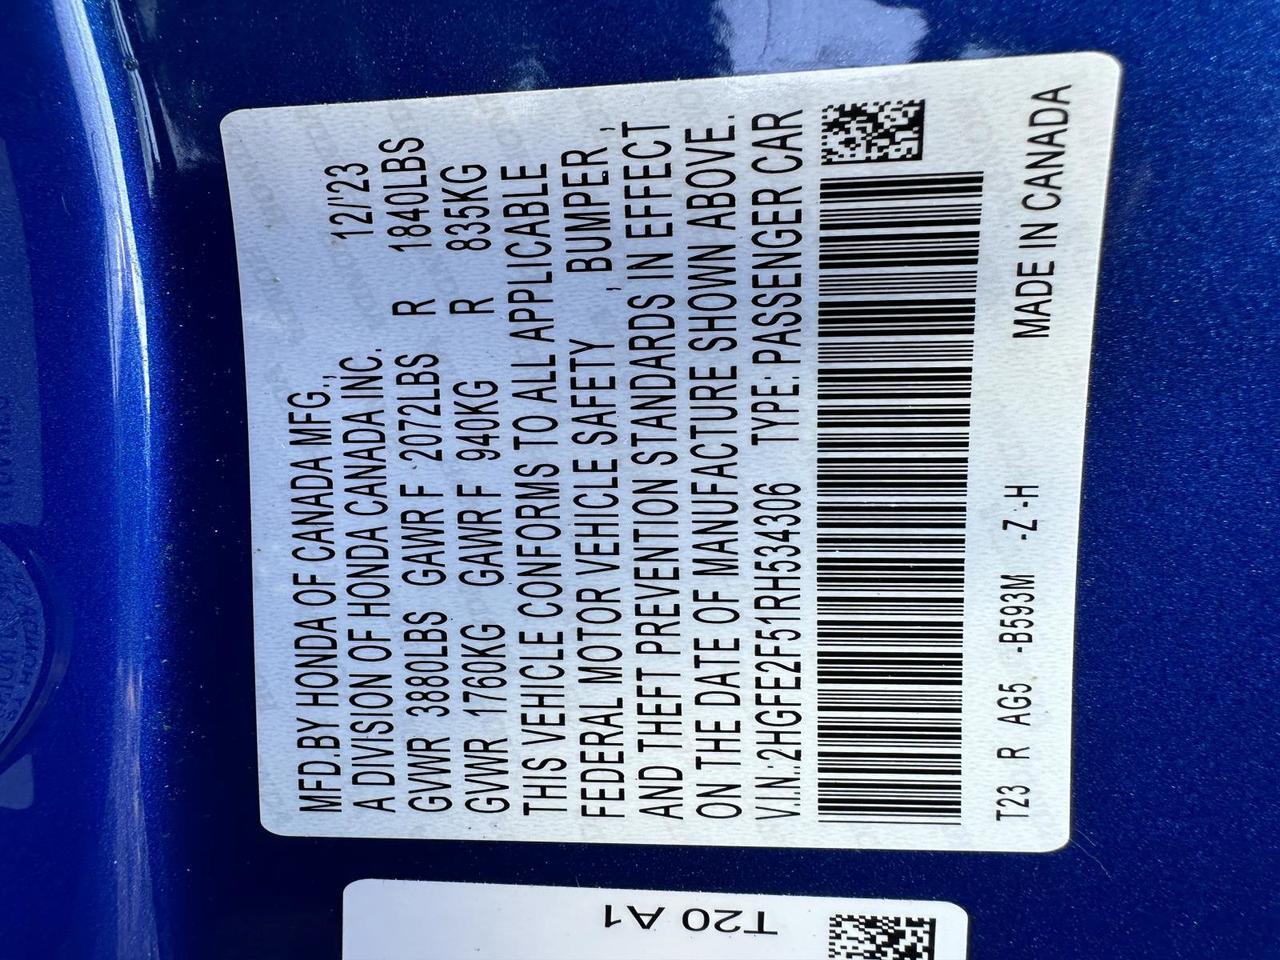 MFD.BY HONDA OF CANADA MFG.,
A DIVISION OF HONDA CANADA INC. 12/'23
GVWR 3880LBS GAWR F 2072LBS R 1840LBS
GVWR 1760KG GAWR F 940KG R 835KG
THIS VEHICLE CONFORMS TO ALL APPLICABLE
FEDERAL MOTOR VEHICLE SAFETY , BUMPER ,
AND THEFT PREVENTION STANDARDS IN EFFECT
ON THE DATE OF MANUFACTURE SHOWN ABOVE.
V.I.N.:2HGFE2F51RH534306 TYPE: PASSENGER CAR
T23 R AG5 -B593M -Z -H MADE IN CANADA
T20 A1